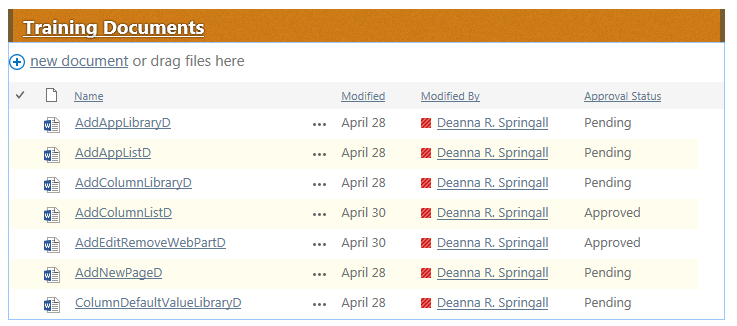 Training Documents
new document or drag files here
Name Modified Modified By Approval Status
AddAppLibraryD ... April 28 Deanna R. Springall Pending
AddAppListD ... April 28 Deanna R. Springall Pending
AddColumnLibraryD ... April 28 Deanna R. Springall Pending
AddColumnListD ... April 30 Deanna R. Springall Approved
AddEditRemoveWebPartD ... April 30 Deanna R. Springall Approved
AddNewPageD ... April 28 Deanna R. Springall Pending
ColumnDefaultValueLibraryD ... April 28 Deanna R. Springall Pending